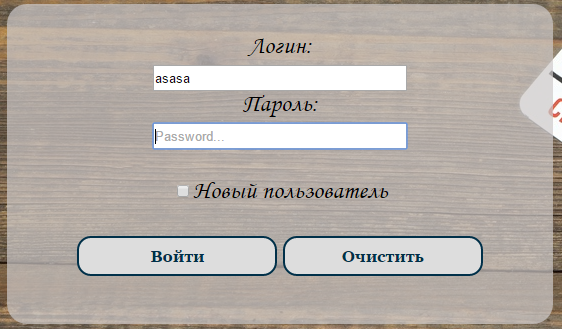 Логин:
asasa
Пароль:
Password...
Новый пользователь
Войти
Очистить